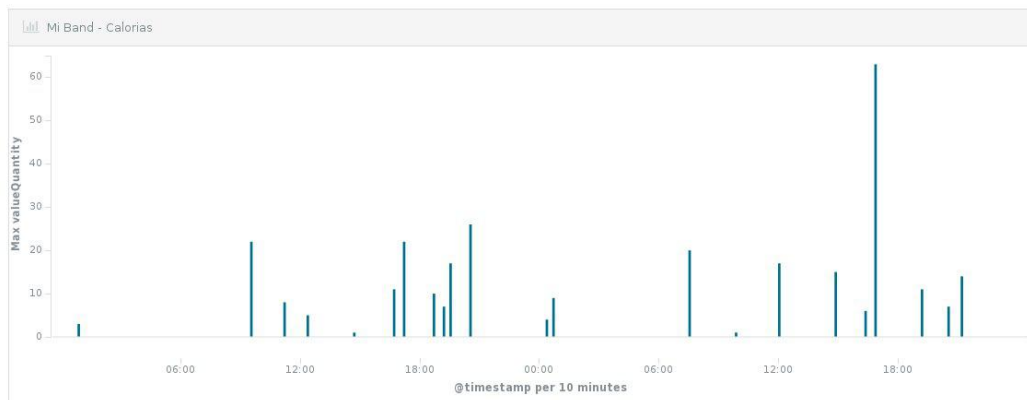 Mi Band - Calorias
60
50
40
30
20
10
0
Max valueQuantity
06:00 12:00 18:00 00:00 06:00 12:00 18:00
@timestamp per 10 minutes